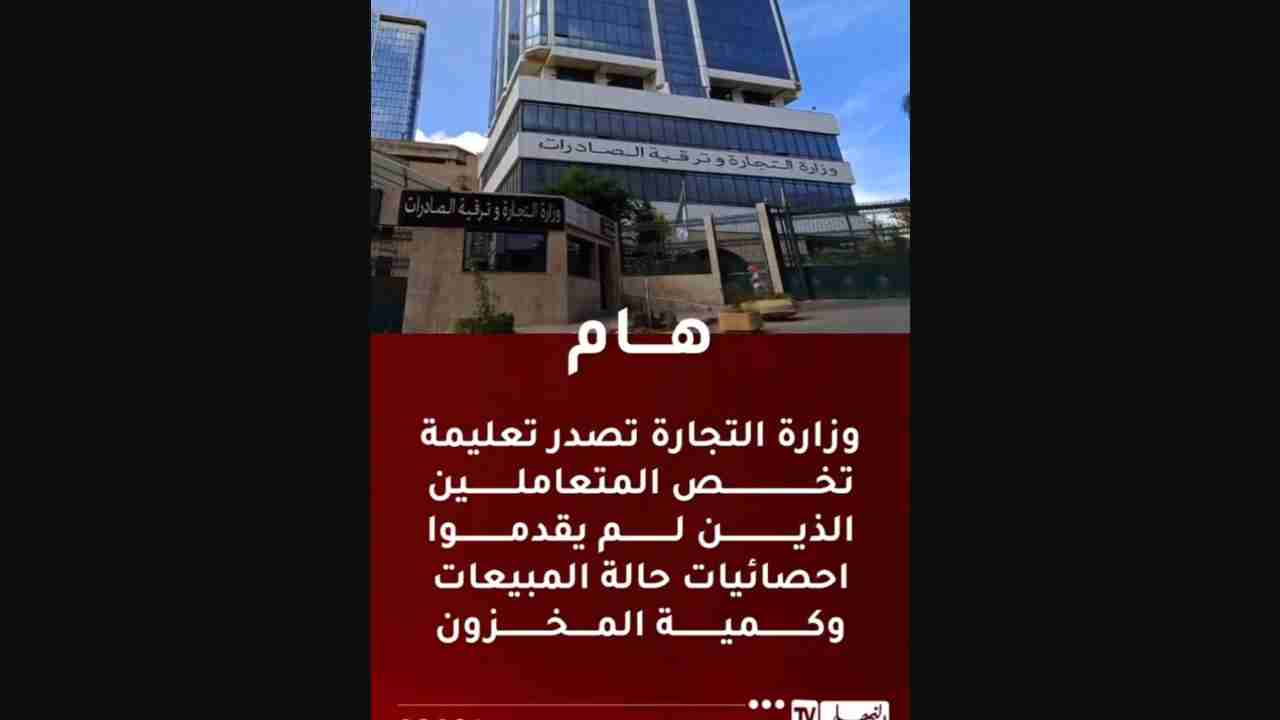 وزارة التجارة و ترقية الصادرات
وزارة التجارة و ترقية الصادرات
هام
وزارة التجارة تصدر تعليمة
تخص المتعاملين
الذين لم يقدموا
احصائيات حالة المبيعات
وكمية المخزون
TV